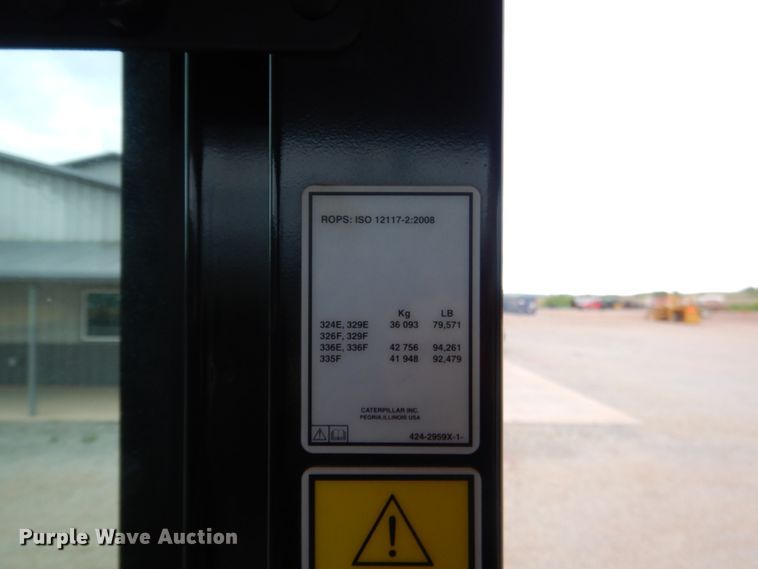 ROPS: ISO 12117-2:2008
Kg LB
324E, 329E 36 093 79,571
326F, 329F
336E, 336F 42 756 94,261
335F 41 948 92,479
CATERPILLAR INC.
PEORIA,ILLINOIS USA
424-2959X-1-
Purple Wave Auction